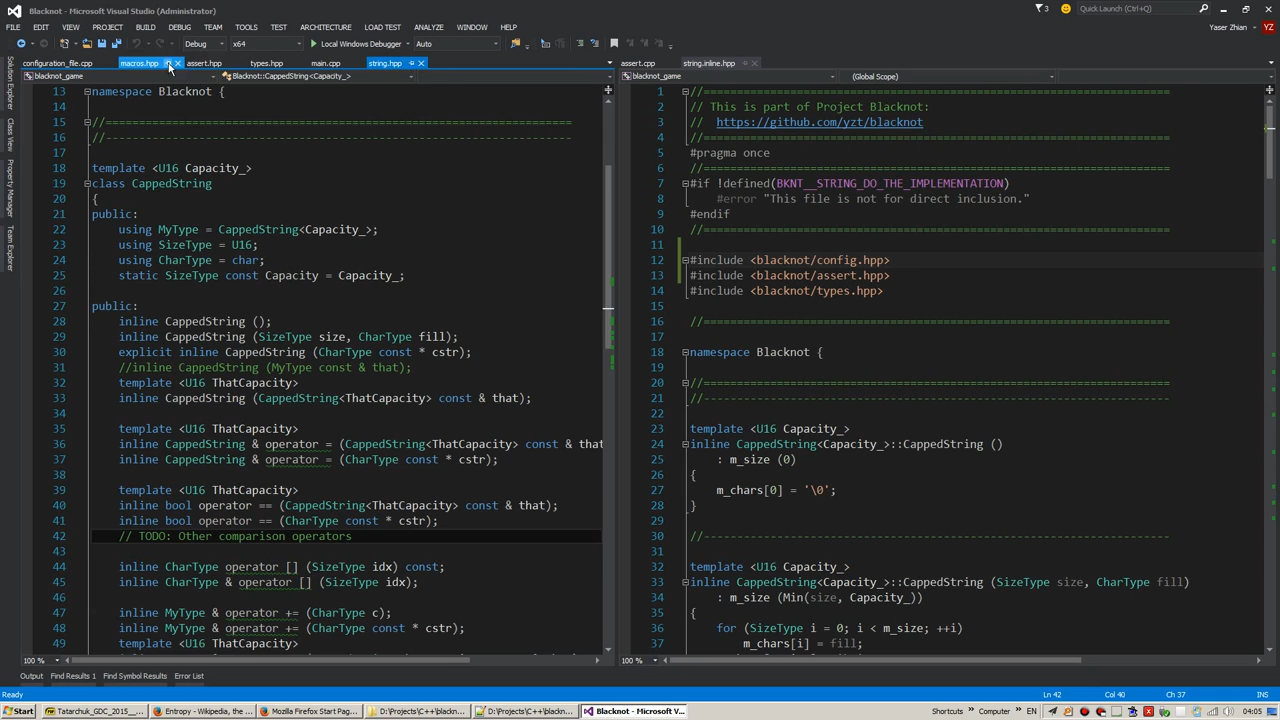 Blacknot - Microsoft Visual Studio (Administrator)
3
Quick Launch (Ctrl+Q)
FILE EDIT VIEW PROJECT BUILD DEBUG TEAM TOOLS TEST ARCHITECTURE LOAD TEST ANALYZE WINDOW HELP
Yaser Zhian YZ
Debug x64 Local Windows Debugger Auto
configuration_file.cpp macros.hpp assert.hpp types.hpp main.cpp string.hpp
assert.cpp string.inline.hpp
blacknot_game Blacknot::CappedString<Capacity_>
blacknot_game (Global Scope)
Solution Explorer
Class View
Property Manager
Team Explorer
13 namespace Blacknot {
14
15 //======================================================================
16 //----------------------------------------------------------------------
17
18 template <U16 Capacity_>
19 class CappedString
20 {
21 public:
22 using MyType = CappedString<Capacity_>;
23 using SizeType = U16;
24 using CharType = char;
25 static SizeType const Capacity = Capacity_;
26
27 public:
28 inline CappedString ();
29 inline CappedString (SizeType size, CharType fill);
30 explicit inline CappedString (CharType const * cstr);
31 //inline CappedString (MyType const & that);
32 template <U16 ThatCapacity>
33 inline CappedString (CappedString<ThatCapacity> const & that);
34
35 template <U16 ThatCapacity>
36 inline CappedString & operator = (CappedString<ThatCapacity> const & that
37 inline CappedString & operator = (CharType const * cstr);
38
39 template <U16 ThatCapacity>
40 inline bool operator == (CappedString<ThatCapacity> const & that);
41 inline bool operator == (CharType const * cstr);
42 // TODO: Other comparison operators
43
44 inline CharType operator [] (SizeType idx) const;
45 inline CharType & operator [] (SizeType idx);
46
47 inline MyType & operator += (CharType c);
48 inline MyType & operator += (CharType const * cstr);
49 template <U16 ThatCapacity>
1 //======================================================================
2 // This is part of Project Blacknot:
3 // https://github.com/yzt/blacknot
4 //======================================================================
5 #pragma once
6 //======================================================================
7 #if !defined(BKNT__STRING_DO_THE_IMPLEMENTATION)
8 #error "This file is not for direct inclusion."
9 #endif
10 //======================================================================
11
12 #include <blacknot/config.hpp>
13 #include <blacknot/assert.hpp>
14 #include <blacknot/types.hpp>
15
16 //======================================================================
17
18 namespace Blacknot {
19
20 //======================================================================
21 //----------------------------------------------------------------------
22
23 template <U16 Capacity_>
24 inline CappedString<Capacity_>::CappedString ()
25 : m_size (0)
26 {
27 m_chars[0] = '\0';
28 }
30 //----------------------------------------------------------------------
31
32 template <U16 Capacity_>
33 inline CappedString<Capacity_>::CappedString (SizeType size, CharType fill)
34 : m_size (Min(size, Capacity_))
35 {
36 for (SizeType i = 0; i < m_size; ++i)
37 m_chars[i] = fill;
100 %
100 %
Output Find Results 1 Find Symbol Results Error List
Ready Ln 42 Col 40 Ch 37 INS
Start Tatarchuk_GDC_2015__... Entropy - Wikipedia, the ... Mozilla Firefox Start Pag... D:\Projects\C++\blackn... D:\Projects\C++\blackn... Blacknot - Microsoft Vis... Shortcuts » Computer » EN 04:05